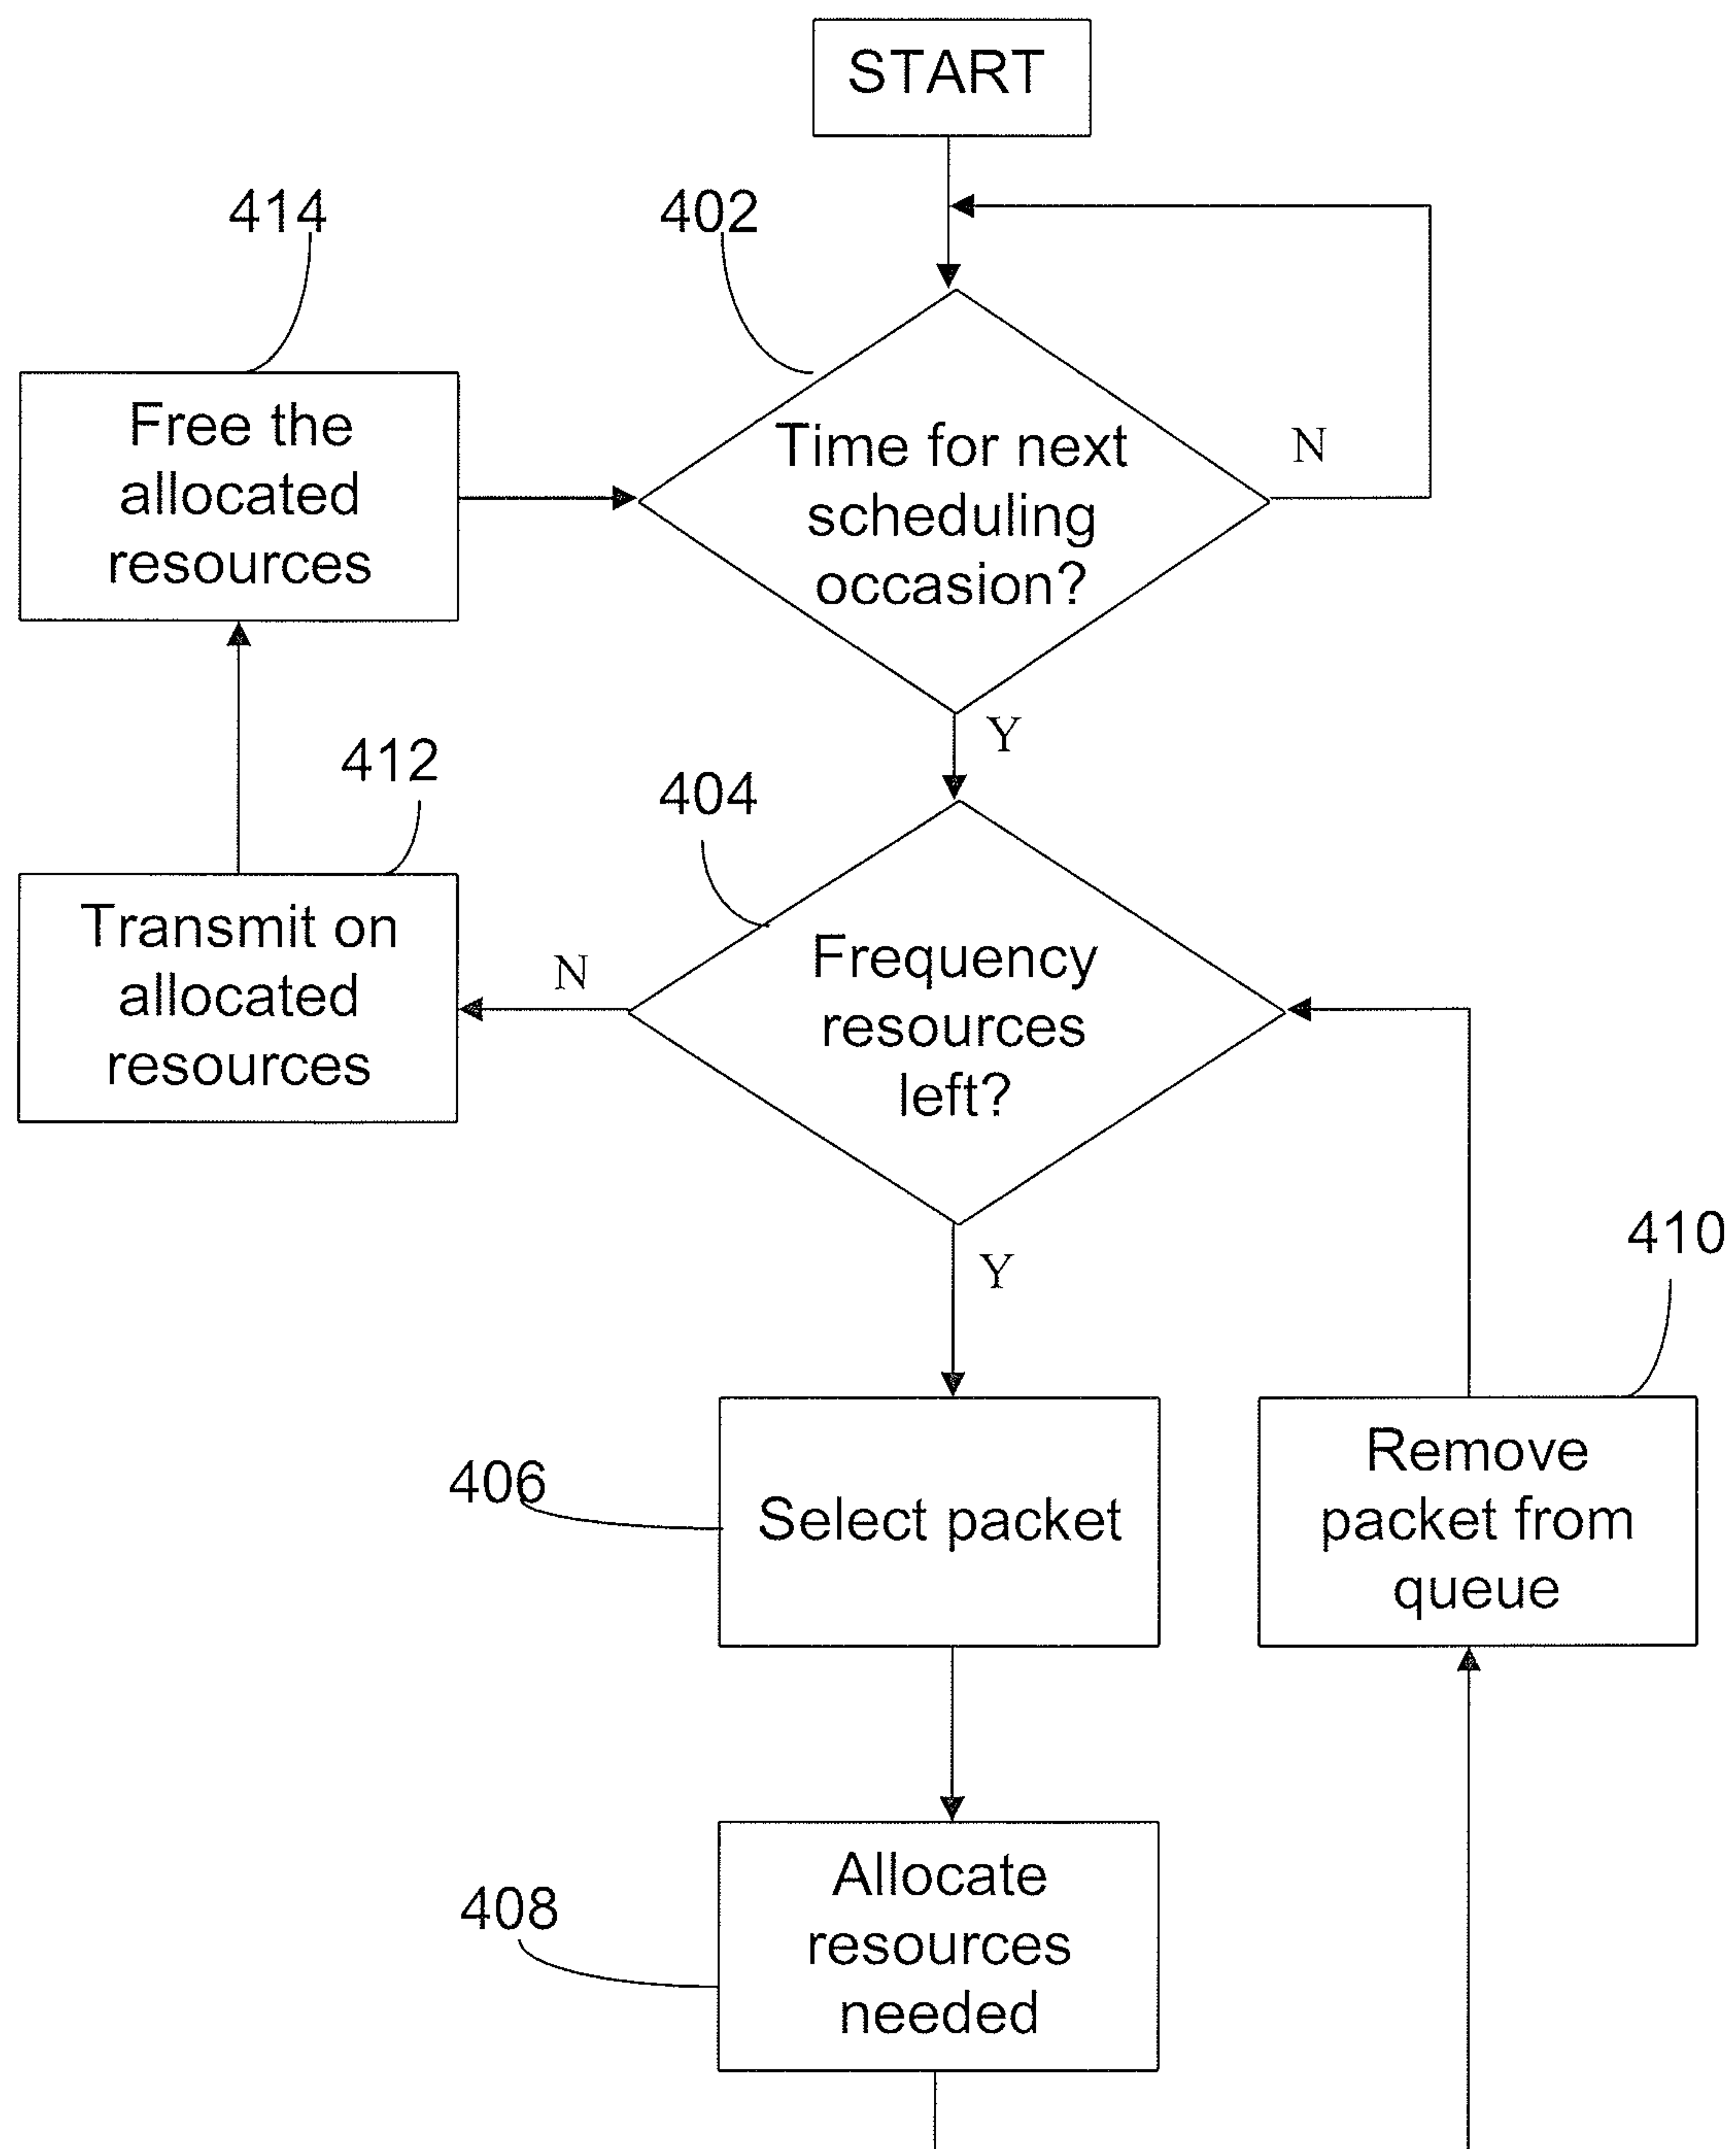 START
414
402
Free the
allocated
resources
Time for next
scheduling
occasion?
N
Y
412
404
Transmit on
allocated
resources
N
Frequency
resources
left?
Y
410
406
Select packet
Remove
packet from
queue
408
Allocate
resources
needed